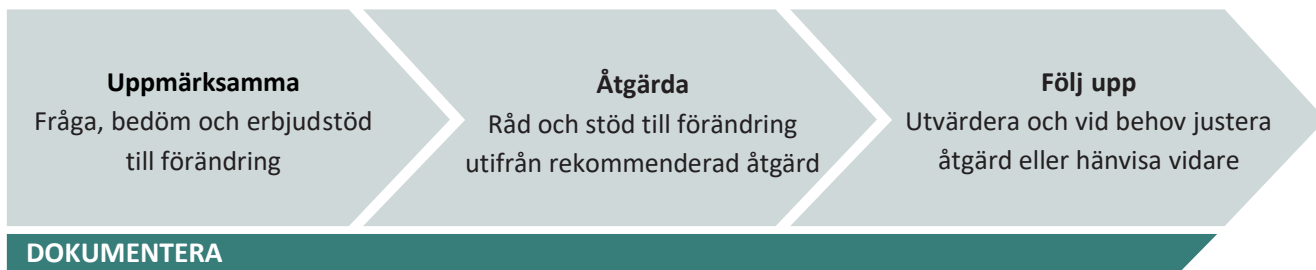 Uppmärksamma
Fråga, bedöm och erbjudstöd
till förändring
Åtgärda
Råd och stöd till förändring
utifrån rekommenderad åtgärd
Följ upp
Utvärdera och vid behov justera
åtgärd eller hänvisa vidare
DOKUMENTERA